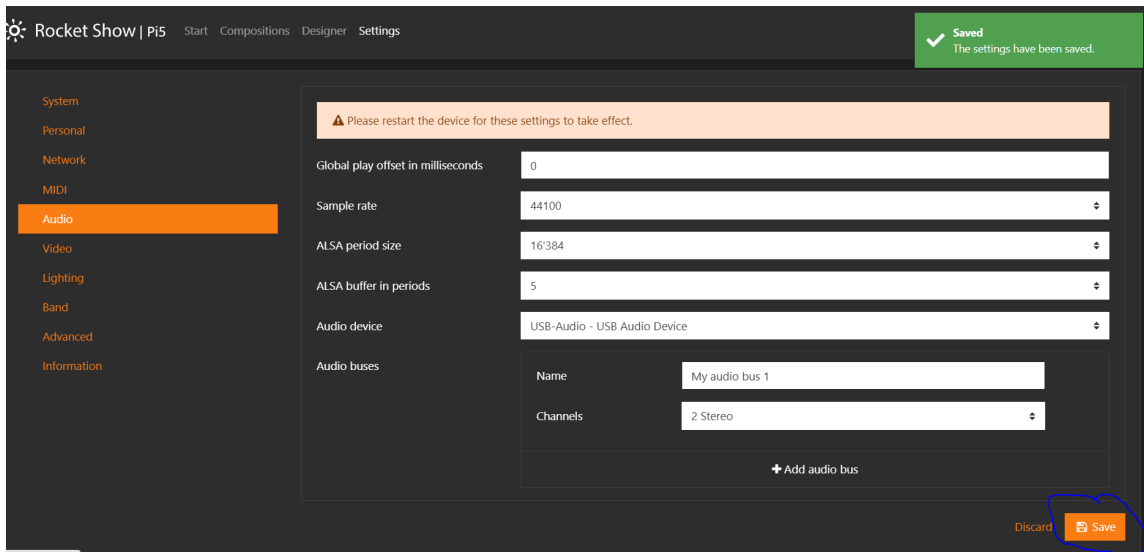 Rocket Show | Pi5 Start Compositions Designer Settings
Saved
The settings have been saved.
System
Personal
Network
MIDI
Audio
Video
Lighting
Band
Advanced
Information
Please restart the device for these settings to take effect.
Global play offset in milliseconds 0
Sample rate 44100
ALSA period size 16'384
ALSA buffer in periods 5
Audio device USB-Audio - USB Audio Device
Audio buses
Name My audio bus 1
Channels 2 Stereo
+ Add audio bus
Discard Save